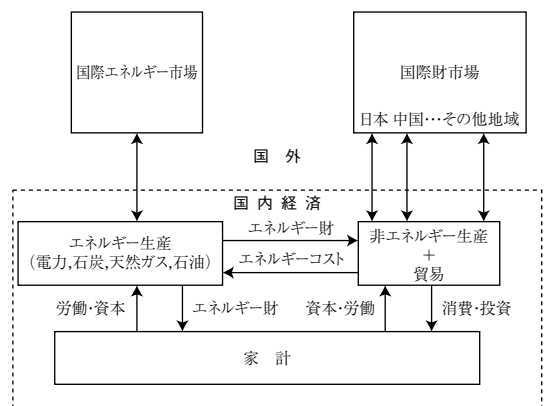 国際エネルギー市場
国際財市場
日本 中国…その他地域
国 外
国 内 経 済
エネルギー生産
(電力,石炭,天然ガス,石油)
エネルギー財
エネルギーコスト
非エネルギー生産
+
貿易
労働・資本
エネルギー財
資本・労働
消費・投資
家 計